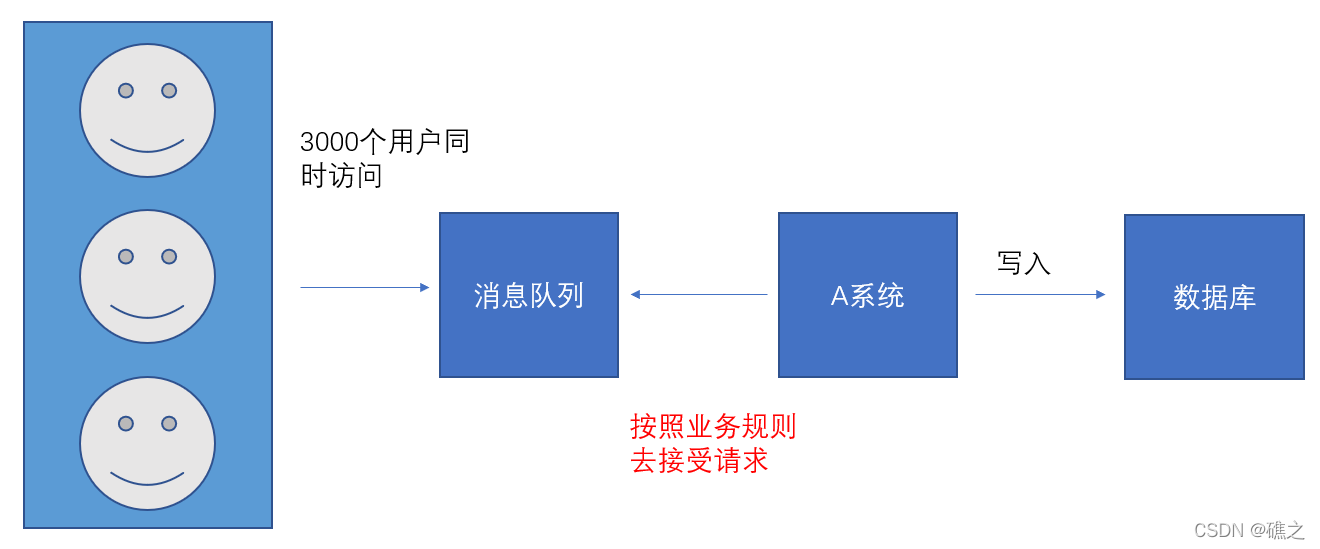 3000个用户同
时访问
消息队列
A系统
写入
数据库
按照业务规则
去接受请求
CSDN @礁之